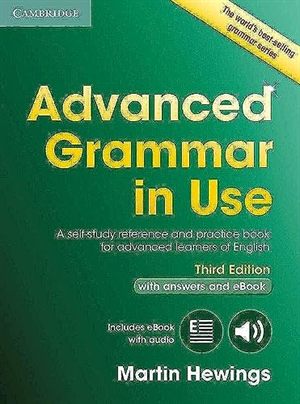 CAMBRIDGE
The world's best-selling
grammar series
Advanced
Grammar
in Use
A self-study reference and practice book
for advanced learners of English
Third Edition
with answers and eBook
Includes eBook
with audio
Martin Hewings